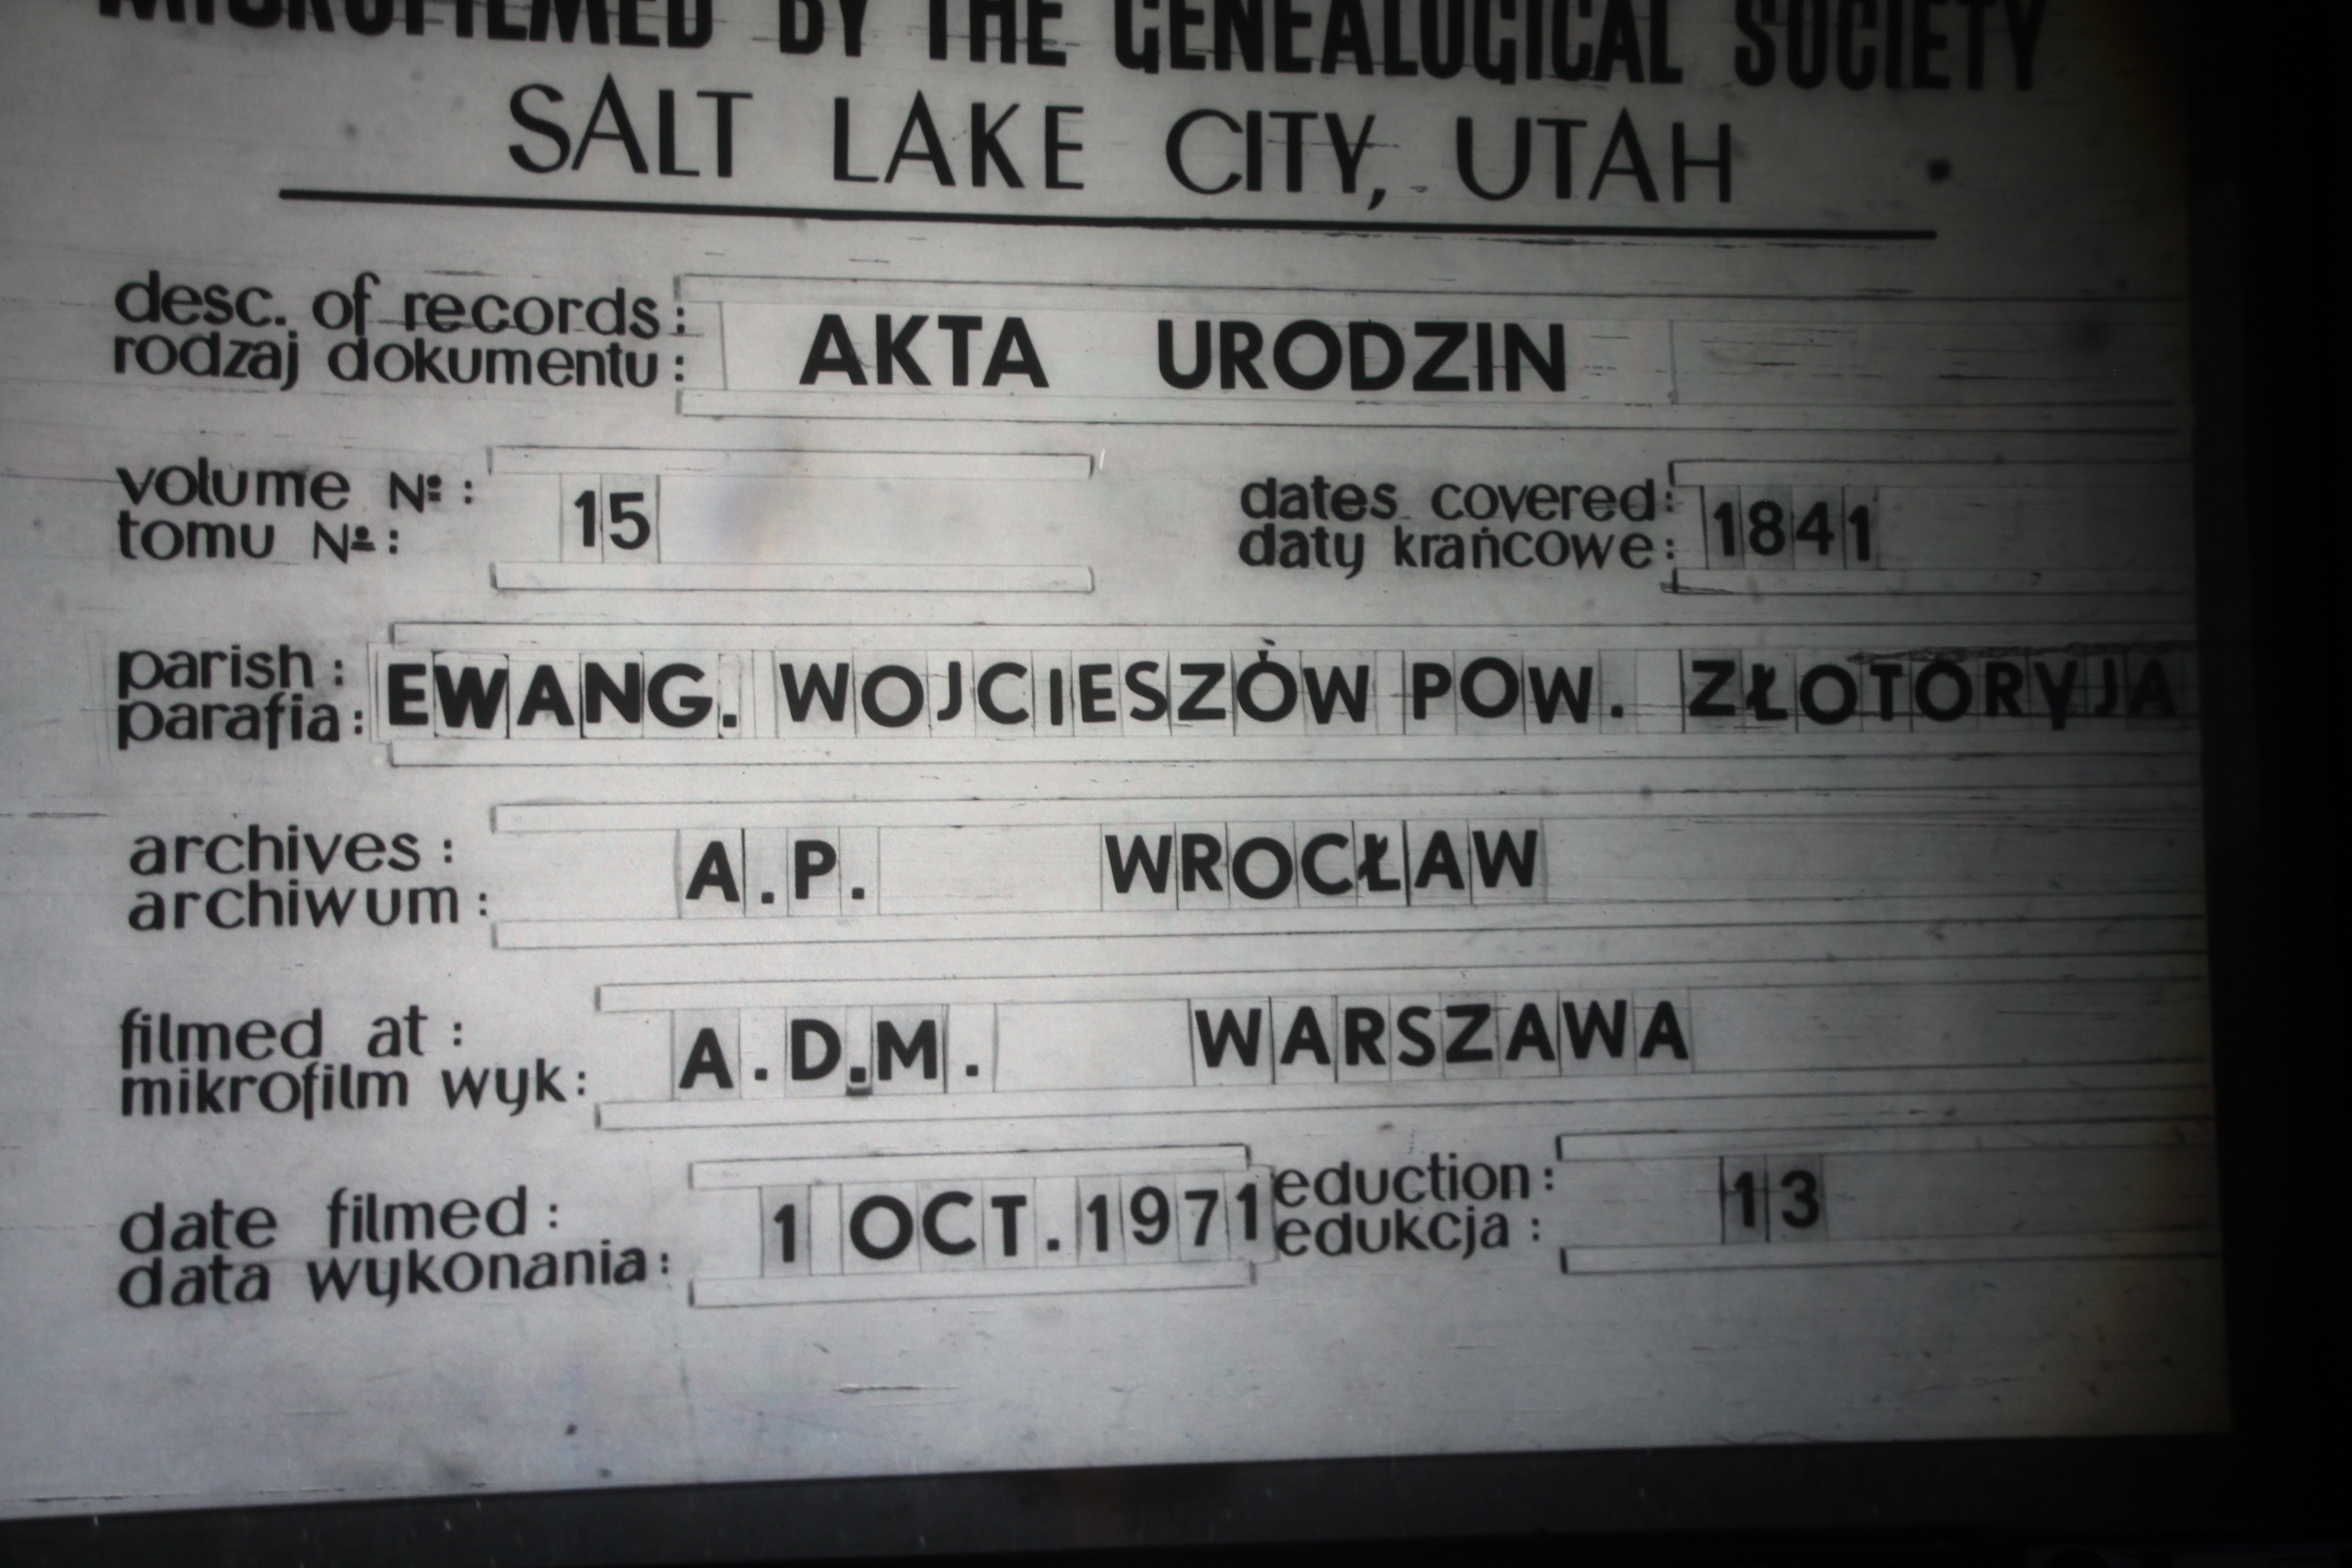 MICROFILMED BY THE GENEALOGICAL SOCIETY
SALT LAKE CITY, UTAH
desc. of records:
rodzaj dokumentu:
AKTA URODZIN
volume Nº:
tomu Nº:
15
dates covered:
daty krańcowe:
1841
parish:
parafia:
EWANG. WOJCIESZÓW POW. ZŁOTORYJA
archives:
archiwum:
A.P. WROCŁAW
filmed at:
mikrofilm wyk:
A.D.M. WARSZAWA
date filmed:
data wykonania:
1 OCT. 1971
eduction:
edukcja:
13